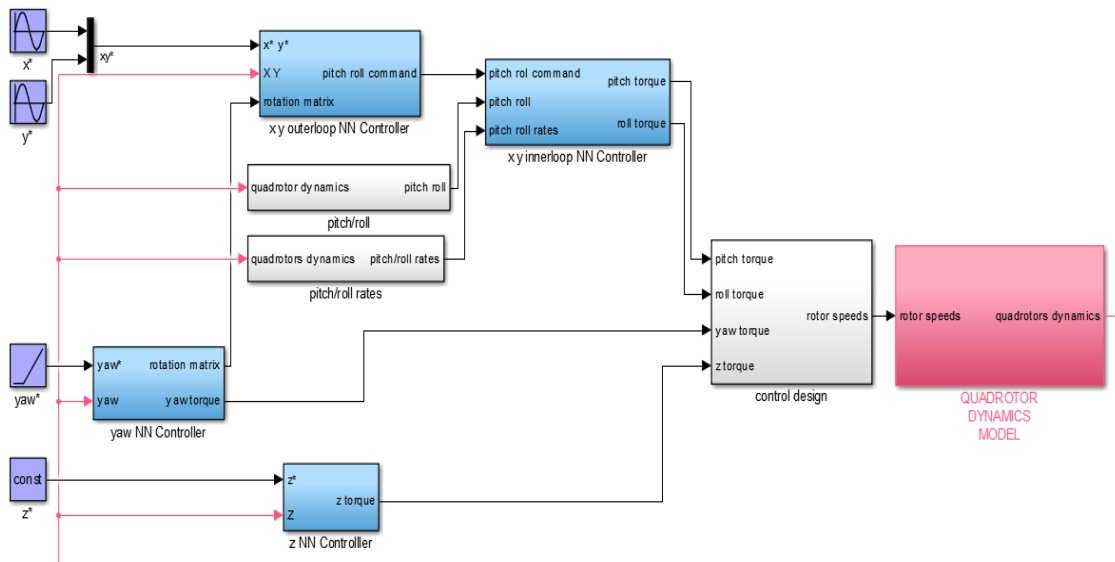 x*
y*
xy*
x* y*
X Y
rotation matrix
pitch roll command
x y outerloop NN Controller
pitch rol command
pitch roll
pitch roll rates
pitch torque
roll torque
x y innerloop NN Controller
quadrotor dynamics
pitch roll
pitch/roll
quadrotors dynamics
pitch/roll rates
pitch/roll rates
yaw*
yaw*
yaw
rotation matrix
yaw torque
yaw NN Controller
const
z*
z*
Z
z torque
z NN Controlller
pitch torque
roll torque
yaw torque
z torque
rotor speeds
control design
rotor speeds
quadrotors dynamics
QUADROTOR
DYNAMICS
MODEL